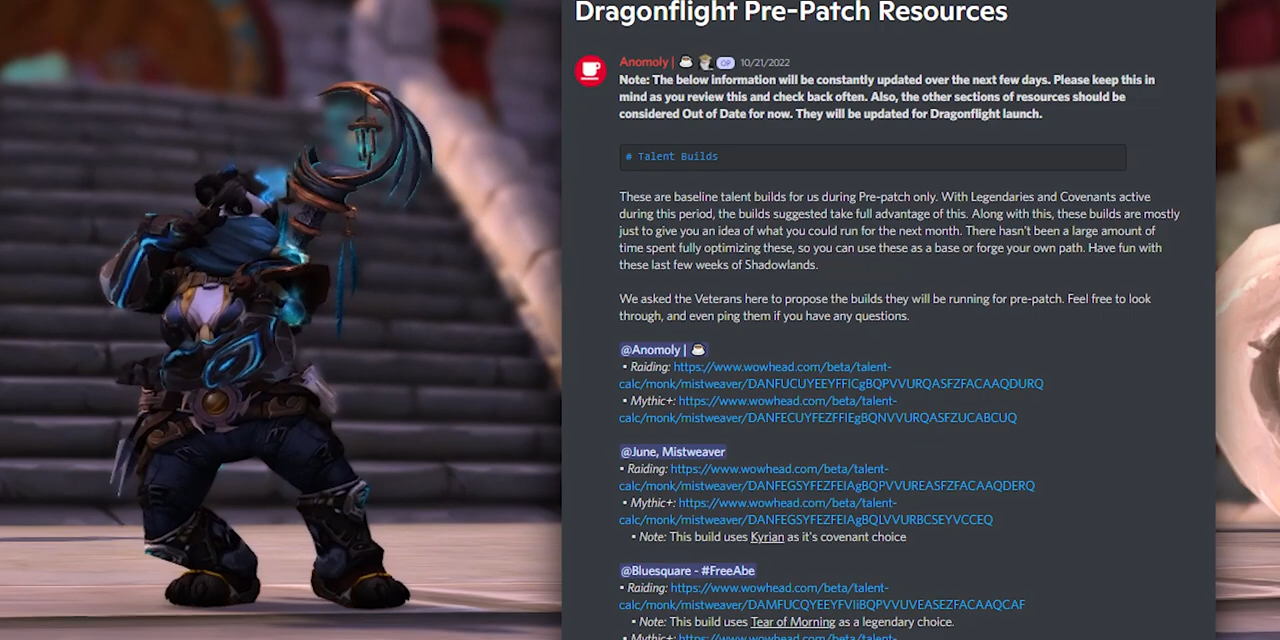 Dragonflight Pre-Patch Resources
Anomoly | OP 10/21/2022
Note: The below information will be constantly updated over the next few days. Please keep this in
mind as you review this and check back often. Also, the other sections of resources should be
considered Out of Date for now. They will be updated for Dragonflight launch.
# Talent Builds
These are baseline talent builds for us during Pre-patch only. With Legendaries and Covenants active
during this period, the builds suggested take full advantage of this. Along with this, these builds are mostly
just to give you an idea of what you could run for the next month. There hasn't been a large amount of
time spent fully optimizing these, so you can use these as a base or forge your own path. Have fun with
these last few weeks of Shadowlands.
We asked the Veterans here to propose the builds they will be running for pre-patch. Feel free to look
through, and even ping them if you have any questions.
@Anomoly |
• Raiding: https://www.wowhead.com/beta/talent-
calc/monk/mistweaver/DANFUCUYEEYFFICgBQPVVURQASFZFACAAQDURQ
• Mythic+: https://www.wowhead.com/beta/talent-
calc/monk/mistweaver/DANFECUYFEZFFIEgBQNVVURQASFZUCABCUQ
@June, Mistweaver
• Raiding: https://www.wowhead.com/beta/talent-
calc/monk/mistweaver/DANFEGSYFEZFEIAgBQPVVUREASFZFACAAQDERQ
• Mythic+: https://www.wowhead.com/beta/talent-
calc/monk/mistweaver/DANFEGSYFEZFEIAgBQLVVURBCSEYVCCEQ
• Note: This build uses Kyrian as it's covenant choice
@Bluesquare - #FreeAbe
• Raiding: https://www.wowhead.com/beta/talent-
calc/monk/mistweaver/DAMFUCQYEEYFVIiBQPVVUVEASEZFACAAQCAF
• Note: This build uses Tear of Morning as a legendary choice.
• Mythic+: https://www.wowhead.com/beta/talent-